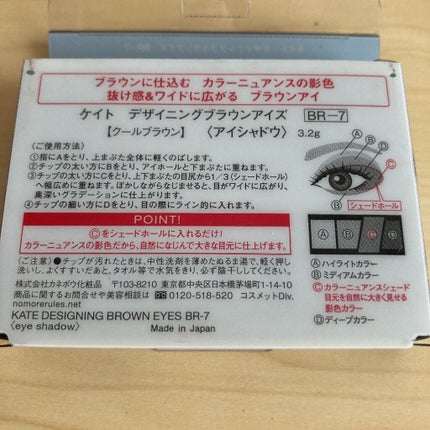 ブラウンに仕込む カラーニュアンスの影色
抜け感&ワイドに広がる ブラウンアイ
ケイト デザイニングブラウンアイズ BR-7
【クールブラウン】 〈アイシャドウ〉 3.2g
〈ご使用方法〉
①指にAをとり、上まぶた全体に軽くのばします。
②チップの太い方にBをとり、アイホールと下まぶたに重ねます。
③チップの太い方にCをとり、上まぶたの目尻から1/3(シェードホール)
へ幅広めに重ねます。ぼかしながらなじませると、目がワイドに広がり、
奥深いグラデーションに仕上がります。
④チップの細い方にDをとり、目の際にライン的に入れます。
Ⓐ
Ⓑ
Ⓒ
Ⓓ
Ⓑ
シェードホール
Ⓐ Ⓑ Ⓒ Ⓓ
POINT!
Ⓒをシェードホールに入れるだけ!
カラーニュアンスの影色だから、自然になじんで大きな目元に仕上げます。
Ⓐハイライトカラー
Ⓑミディアムカラー
Ⓒカラーニュアンスシェード
目元を自然に大きく見せる
影色カラー
Ⓓディープカラー
〈ご注意〉●チップが汚れたときは、中性洗剤を薄めたぬるま湯で、軽く押し
洗いし、よくすすいだあと、タオル等で水気をきり、必ず陰干ししてください。
株式会社カネボウ化粧品 〒103-8210 東京都中央区日本橋茅場町1-14-10
商品に関するお問合せや美容相談は ☎0120-518-520 コスメットDiv.
nomorerules.net
KATE DESIGNING BROWN EYES BR-7
〈eye shadow〉 Made in Japan